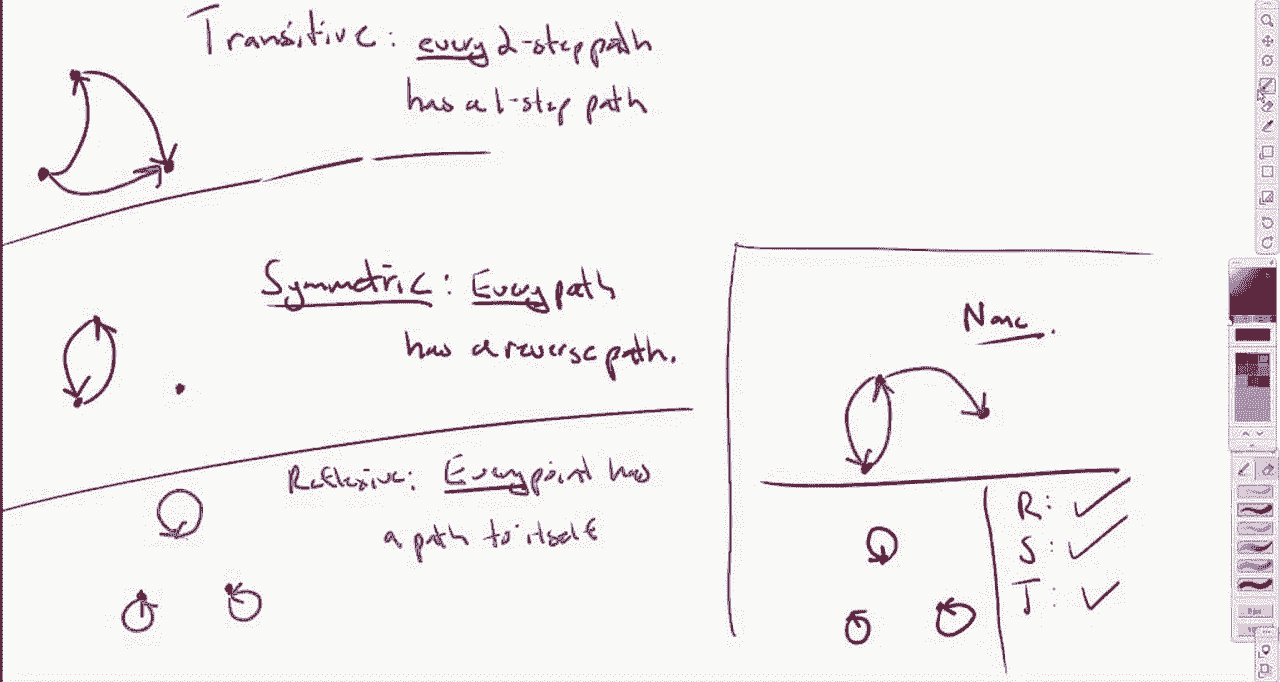 Transitive: every 2-step path
has a 1-step path
Symmetric: Every path
has a reverse path.
Reflexive: Every point has
a path to itself
None.
R: ✓
S: ✓
T: ✓